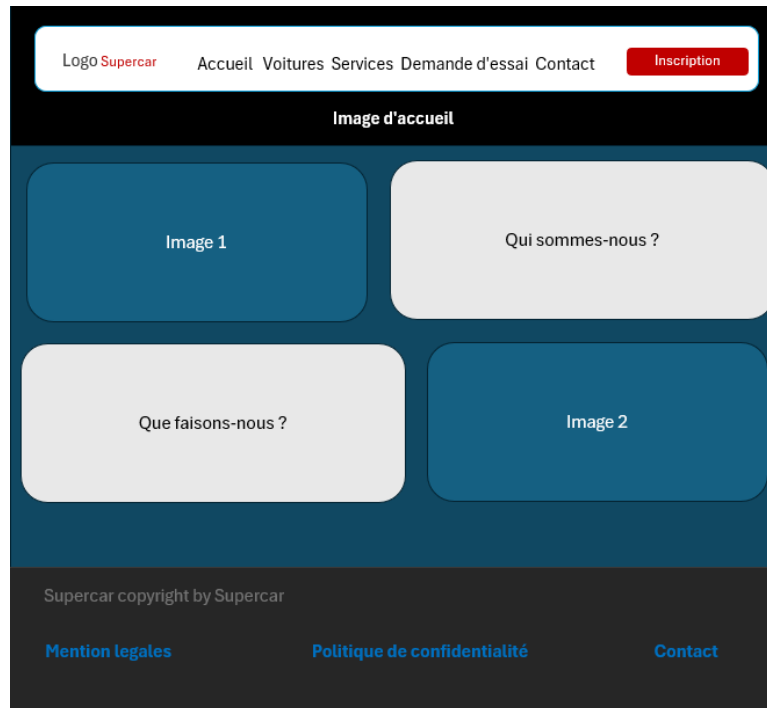 Logo Supercar Accueil Voitures Services Demande d'essai Contact Inscription
Image d'accueil
Image 1
Qui sommes-nous ?
Que faisons-nous ?
Image 2
Supercar copyright by Supercar
Mention legales Politique de confidentialité Contact